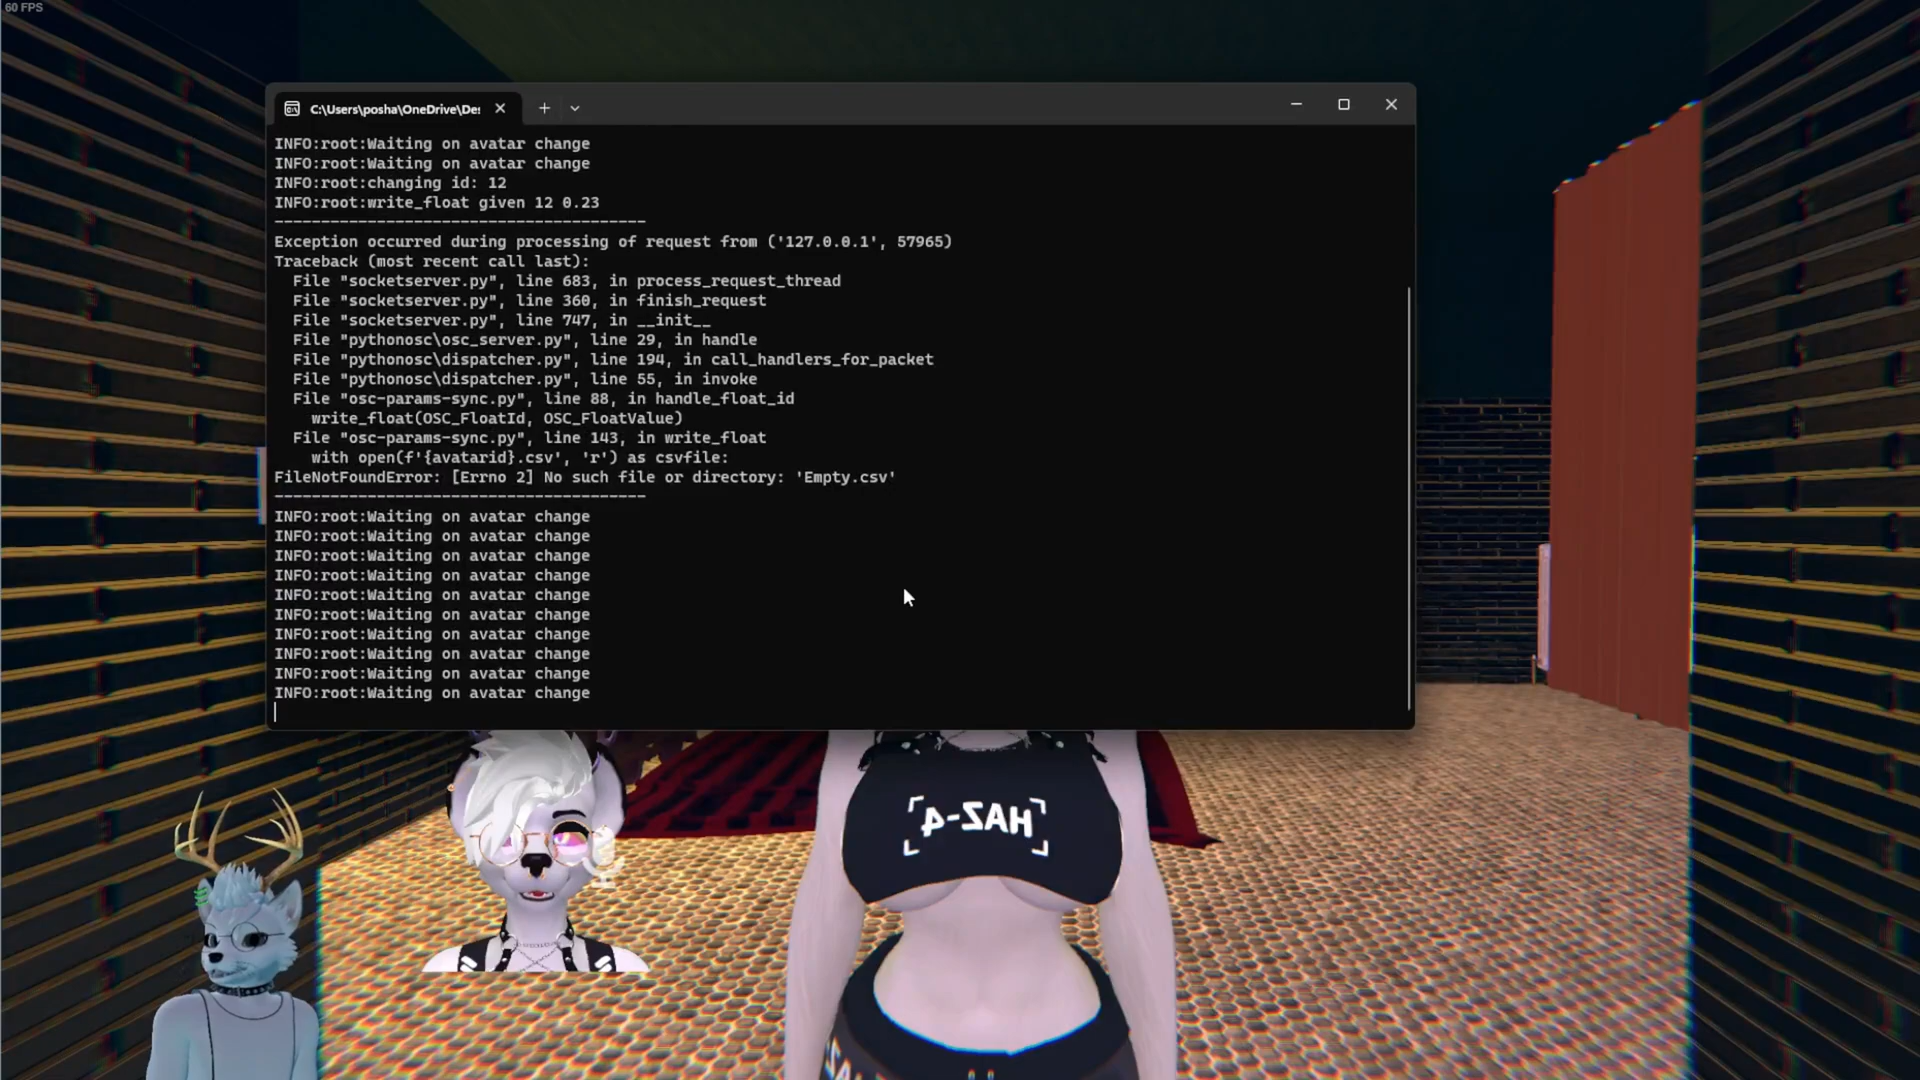 60 FPS
C:\Users\posha\OneDrive\Des
INFO:root:Waiting on avatar change
INFO:root:Waiting on avatar change
INFO:root:changing id: 12
INFO:root:write_float given 12 0.23
----------------------------------------
Exception occurred during processing of request from ('127.0.0.1', 57965)
Traceback (most recent call last):
  File "socketserver.py", line 683, in process_request_thread
  File "socketserver.py", line 360, in finish_request
  File "socketserver.py", line 747, in __init__
  File "pythonosc\osc_server.py", line 29, in handle
  File "pythonosc\dispatcher.py", line 194, in call_handlers_for_packet
  File "pythonosc\dispatcher.py", line 55, in invoke
  File "osc-params-sync.py", line 88, in handle_float_id
    write_float(OSC_FloatId, OSC_FloatValue)
  File "osc-params-sync.py", line 143, in write_float
    with open(f'{avatarid}.csv', 'r') as csvfile:
FileNotFoundError: [Errno 2] No such file or directory: 'Empty.csv'
----------------------------------------
INFO:root:Waiting on avatar change
INFO:root:Waiting on avatar change
INFO:root:Waiting on avatar change
INFO:root:Waiting on avatar change
INFO:root:Waiting on avatar change
INFO:root:Waiting on avatar change
INFO:root:Waiting on avatar change
INFO:root:Waiting on avatar change
INFO:root:Waiting on avatar change
INFO:root:Waiting on avatar change
HAZ-4